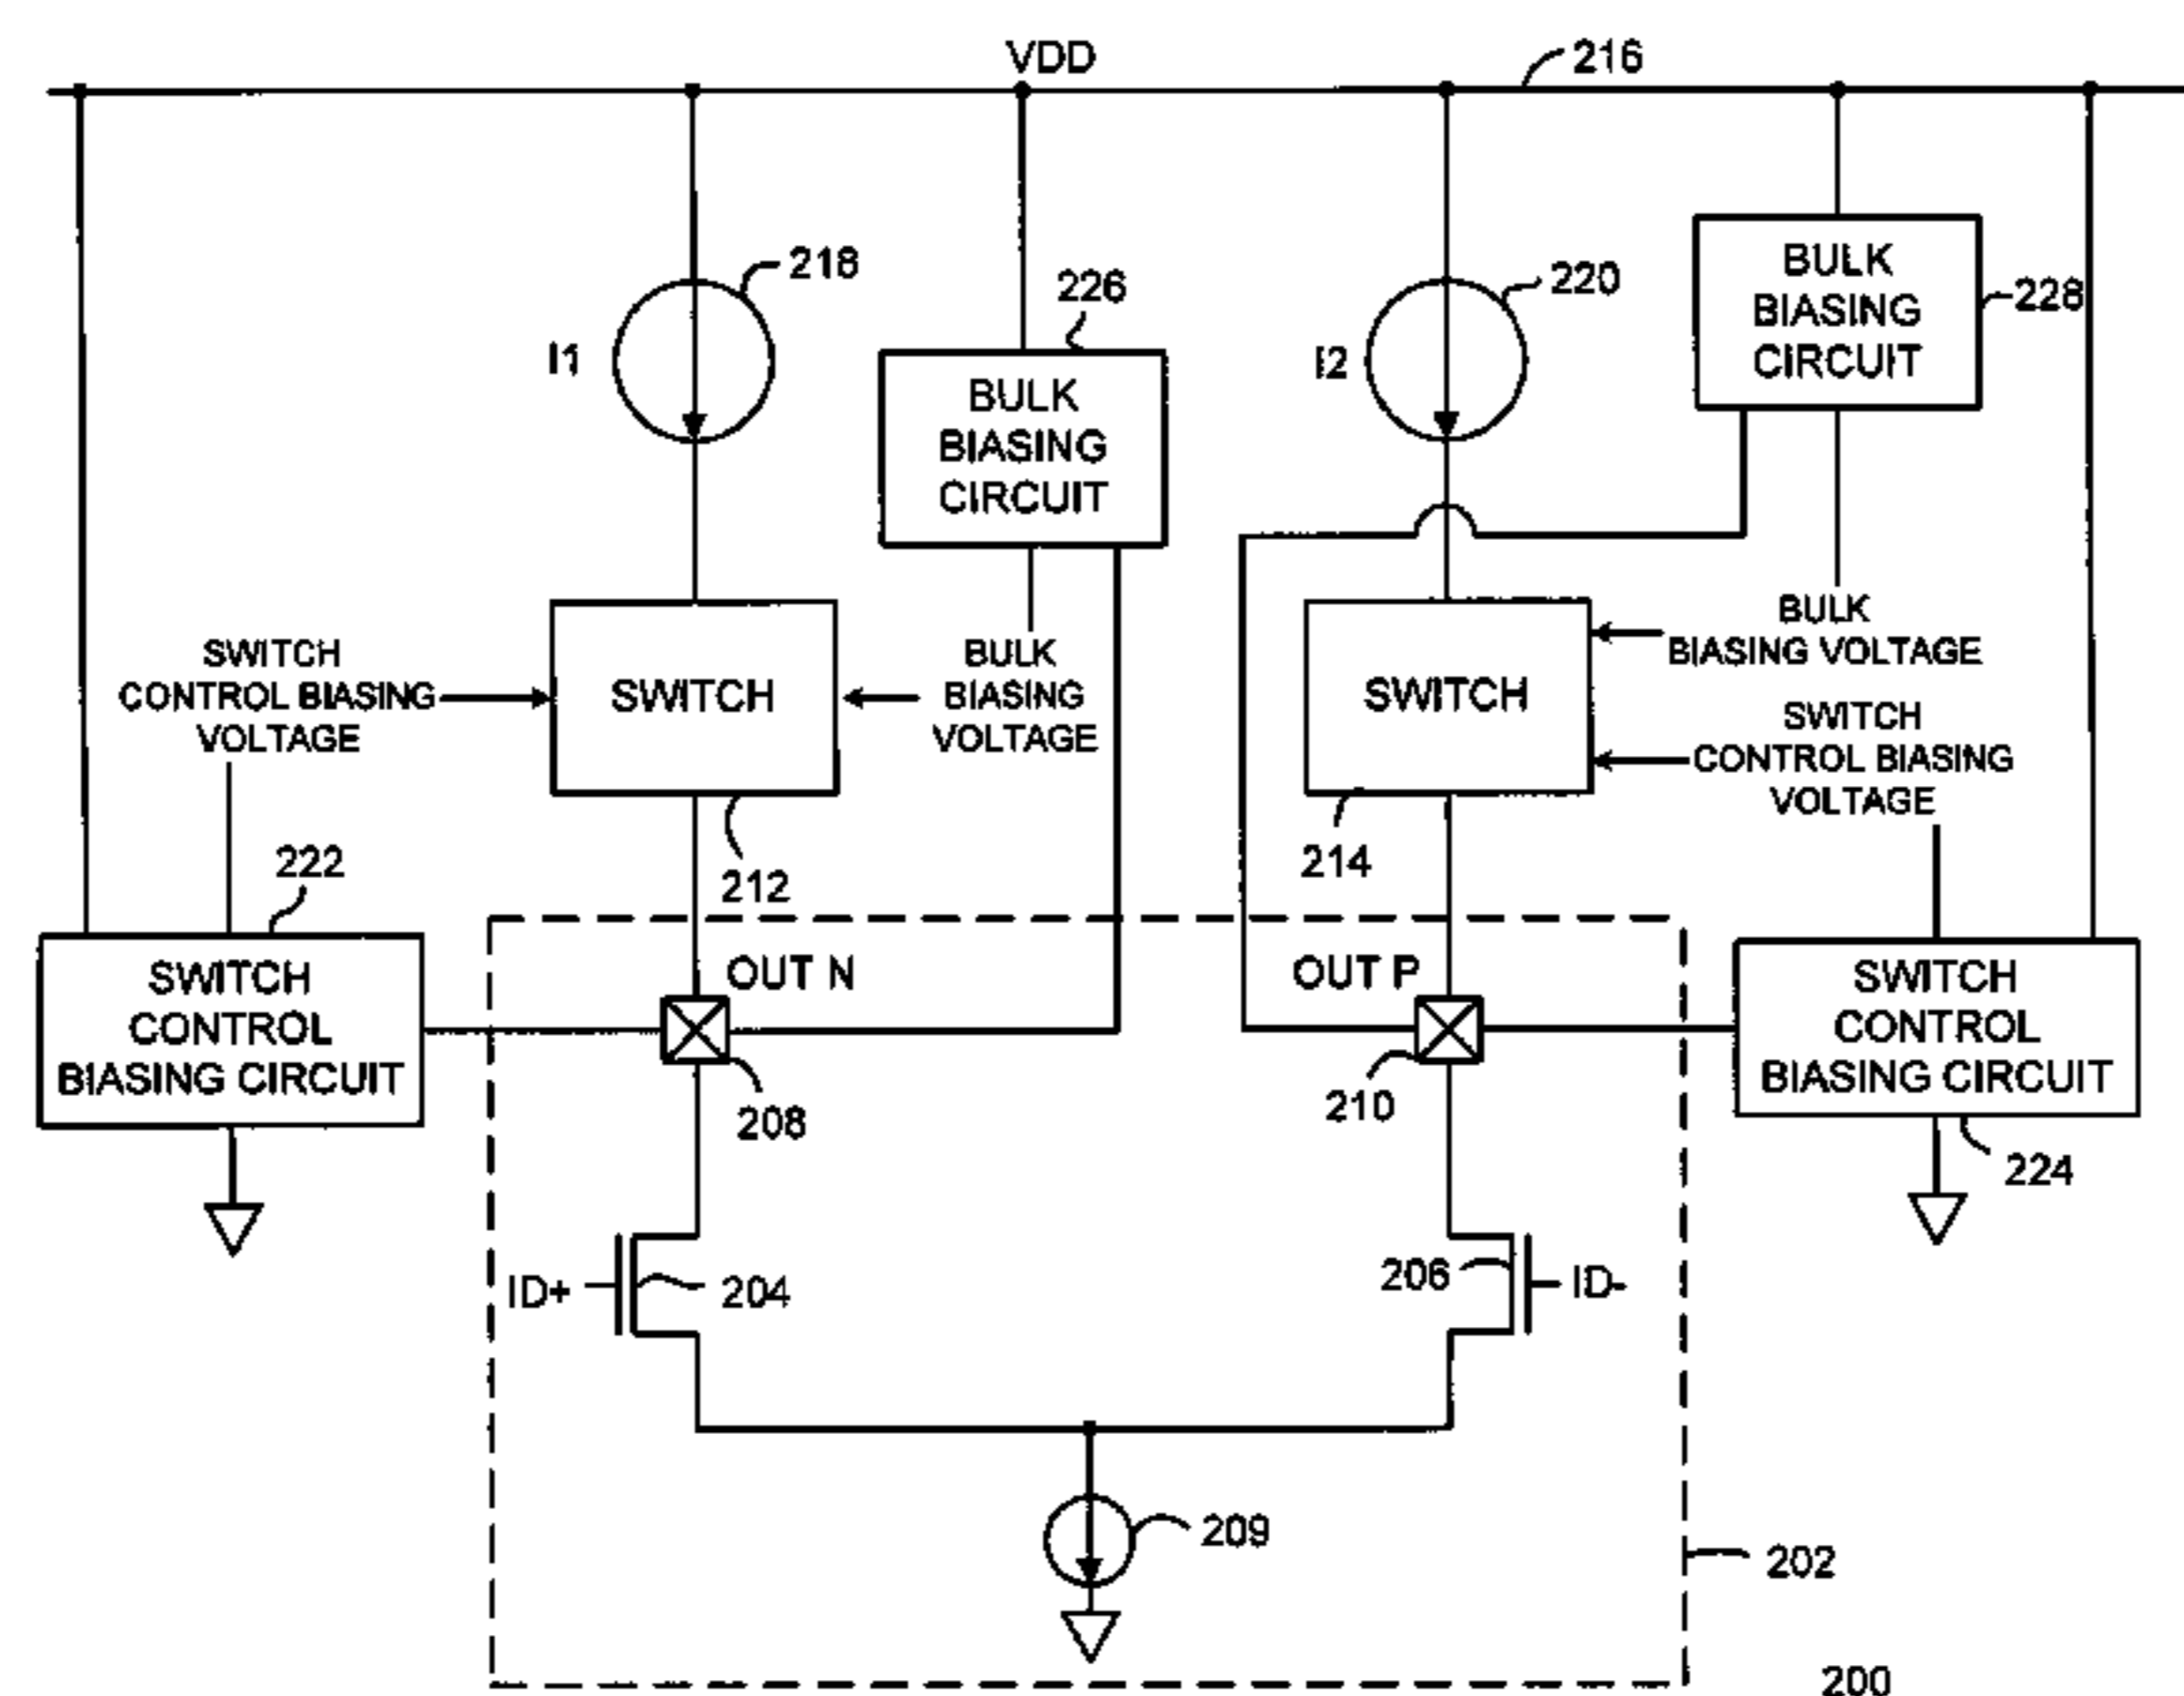 VDD
216
218
I1
226
BULK
BIASING
CIRCUIT
220
I2
BULK
BIASING
CIRCUIT
228
SWITCH
CONTROL BIASING
VOLTAGE
SWITCH
BULK
BIASING
VOLTAGE
SWITCH
BULK
BIASING VOLTAGE
SWITCH
CONTROL BIASING
VOLTAGE
222
212
214
SWITCH
CONTROL
BIASING CIRCUIT
OUT N
OUT P
SWITCH
CONTROL
BIASING CIRCUIT
208
210
224
ID+
204
206
ID-
209
202
200